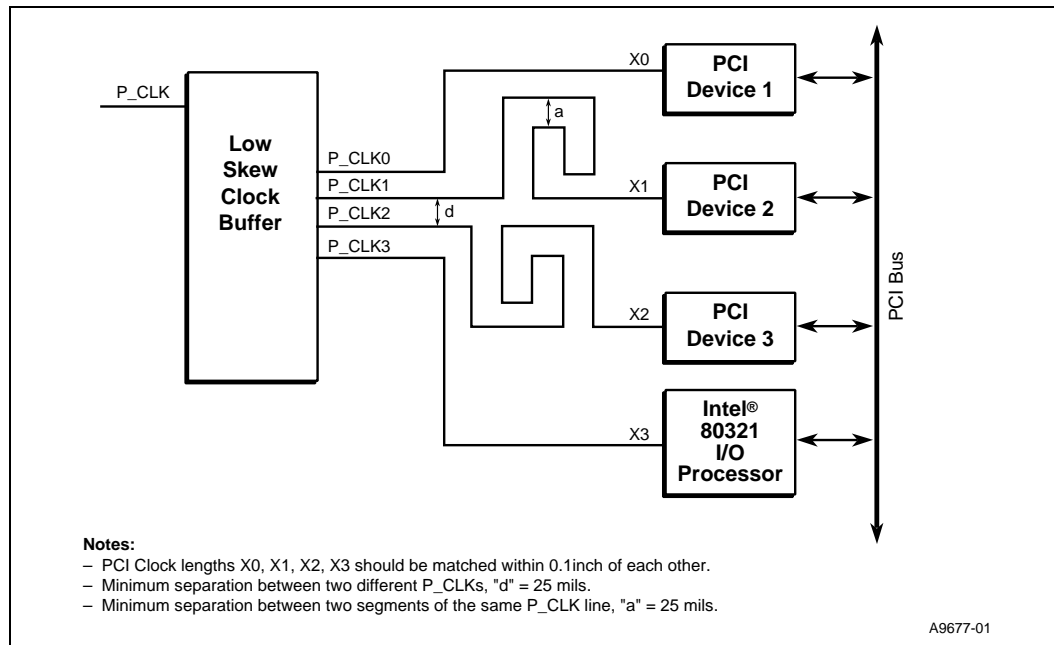 P_CLK
Low
Skew
Clock
Buffer
P_CLK0
P_CLK1
P_CLK2
P_CLK3
d
a
X0
X1
X2
X3
PCI
Device 1
PCI
Device 2
PCI
Device 3
Intel®
80321
I/O
Processor
PCI Bus
Notes:
– PCI Clock lengths X0, X1, X2, X3 should be matched within 0.1inch of each other.
– Minimum separation between two different P_CLKs, "d" = 25 mils.
– Minimum separation between two segments of the same P_CLK line, "a" = 25 mils.
A9677-01